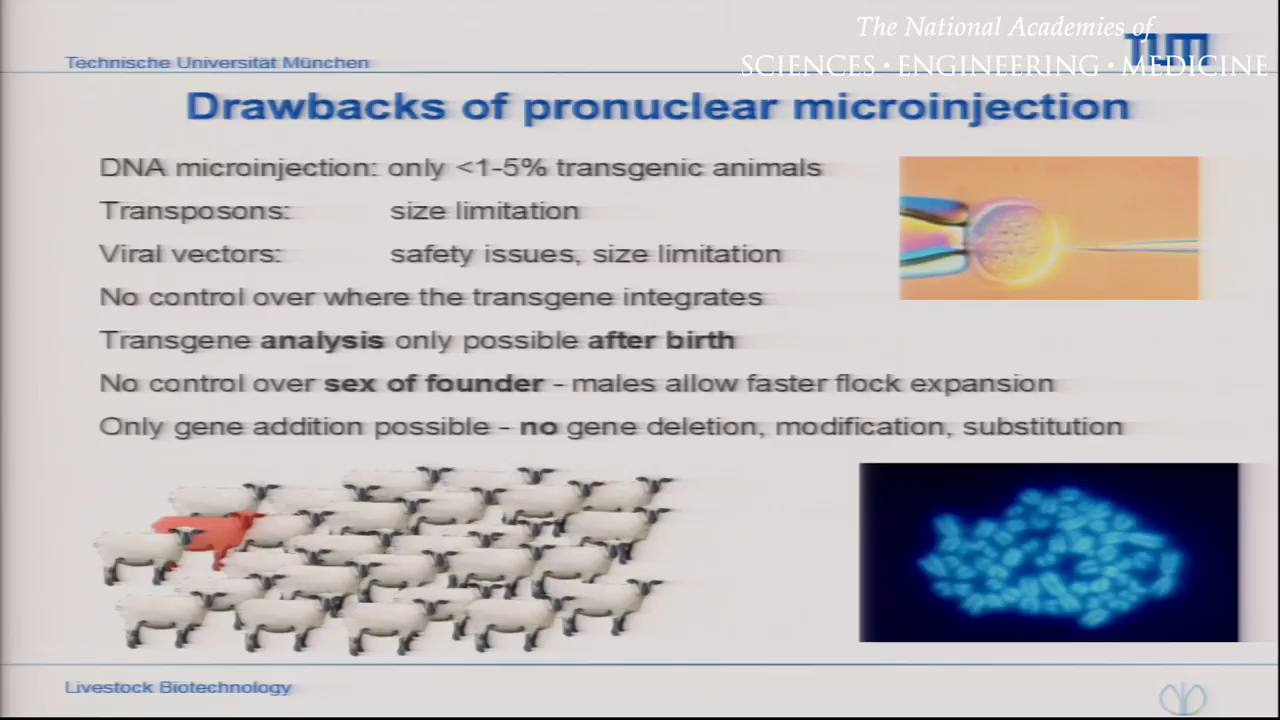 The National Academies of
SCIENCES • ENGINEERING • MEDICINE
Technische Universität München
TUM
Drawbacks of pronuclear microinjection
DNA microinjection: only <1-5% transgenic animals
Transposons: size limitation
Viral vectors: safety issues, size limitation
No control over where the transgene integrates
Transgene analysis only possible after birth
No control over sex of founder - males allow faster flock expansion
Only gene addition possible - no gene deletion, modification, substitution
Livestock Biotechnology